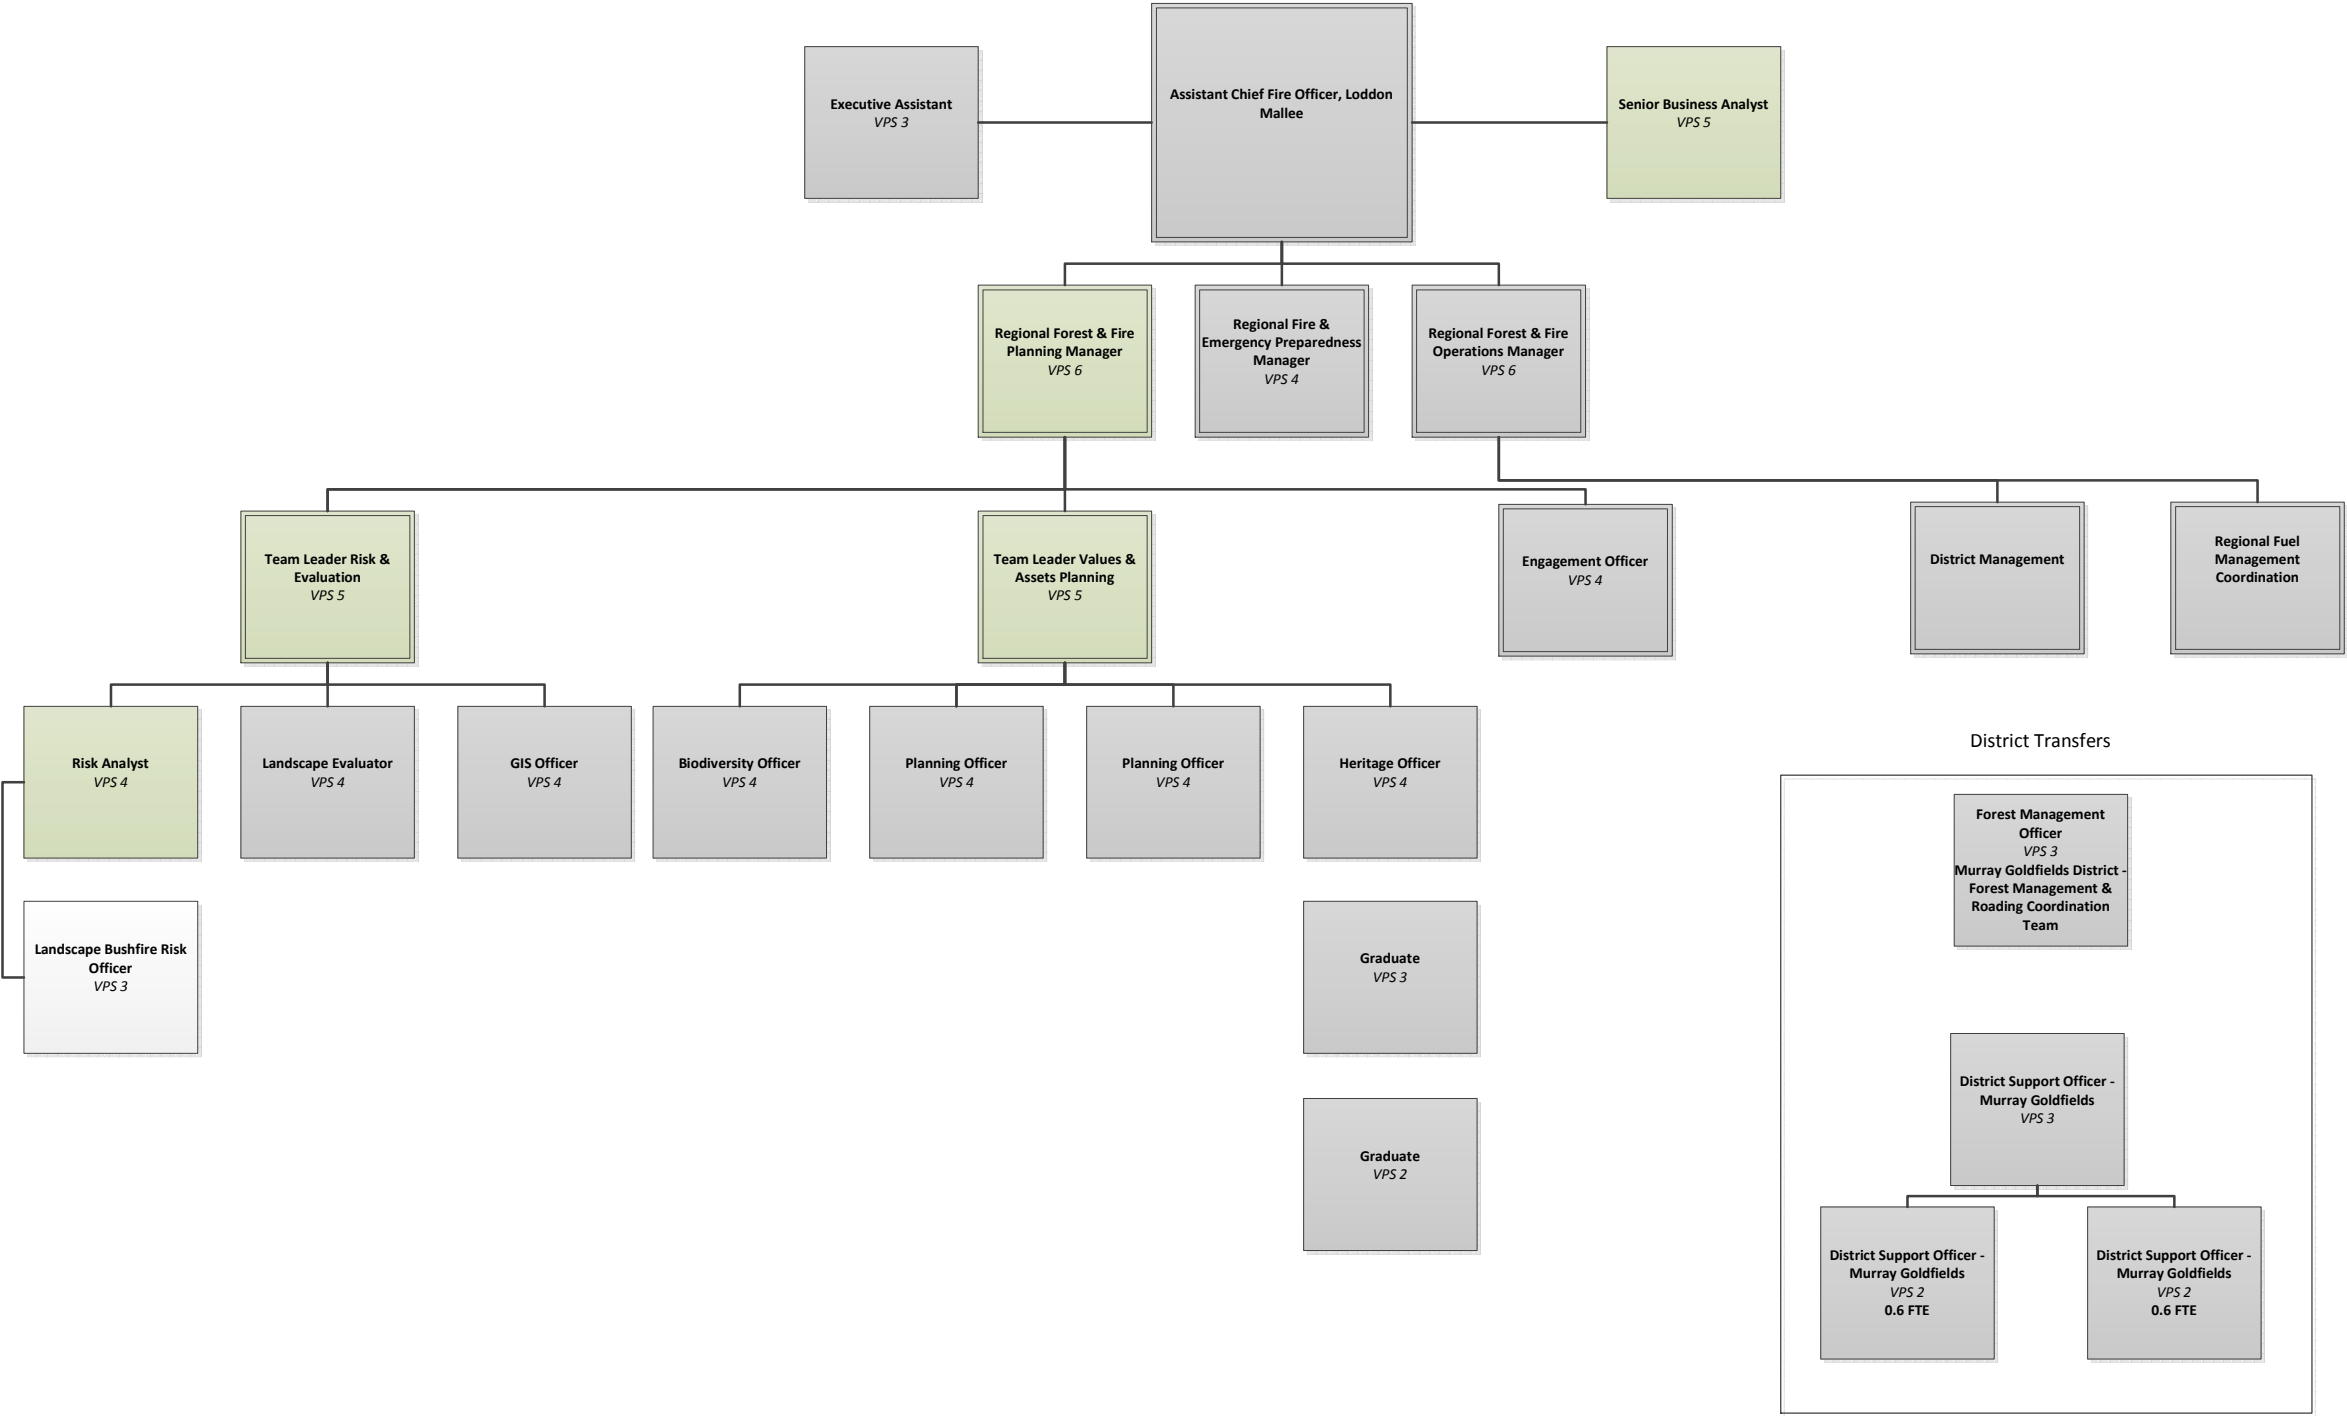 Executive Assistant
VPS 3
Assistant Chief Fire Officer, Loddon
Mallee
Senior Business Analyst
VPS 5
Regional Forest & Fire
Planning Manager
VPS 6
Regional Fire &
Emergency Preparedness
Manager
VPS 4
Regional Forest & Fire
Operations Manager
VPS 6
Team Leader Risk &
Evaluation
VPS 5
Team Leader Values &
Assets Planning
VPS 5
Engagement Officer
VPS 4
District Management
Regional Fuel
Management
Coordination
Risk Analyst
VPS 4
Landscape Evaluator
VPS 4
GIS Officer
VPS 4
Biodiversity Officer
VPS 4
Planning Officer
VPS 4
Planning Officer
VPS 4
Heritage Officer
VPS 4
Landscape Bushfire Risk
Officer
VPS 3
Graduate
VPS 3
Graduate
VPS 2
District Transfers
Forest Management
Officer
VPS 3
Murray Goldfields District -
Forest Management &
Roading Coordination
Team
District Support Officer -
Murray Goldfields
VPS 3
District Support Officer -
Murray Goldfields
VPS 2
0.6 FTE
District Support Officer -
Murray Goldfields
VPS 2
0.6 FTE